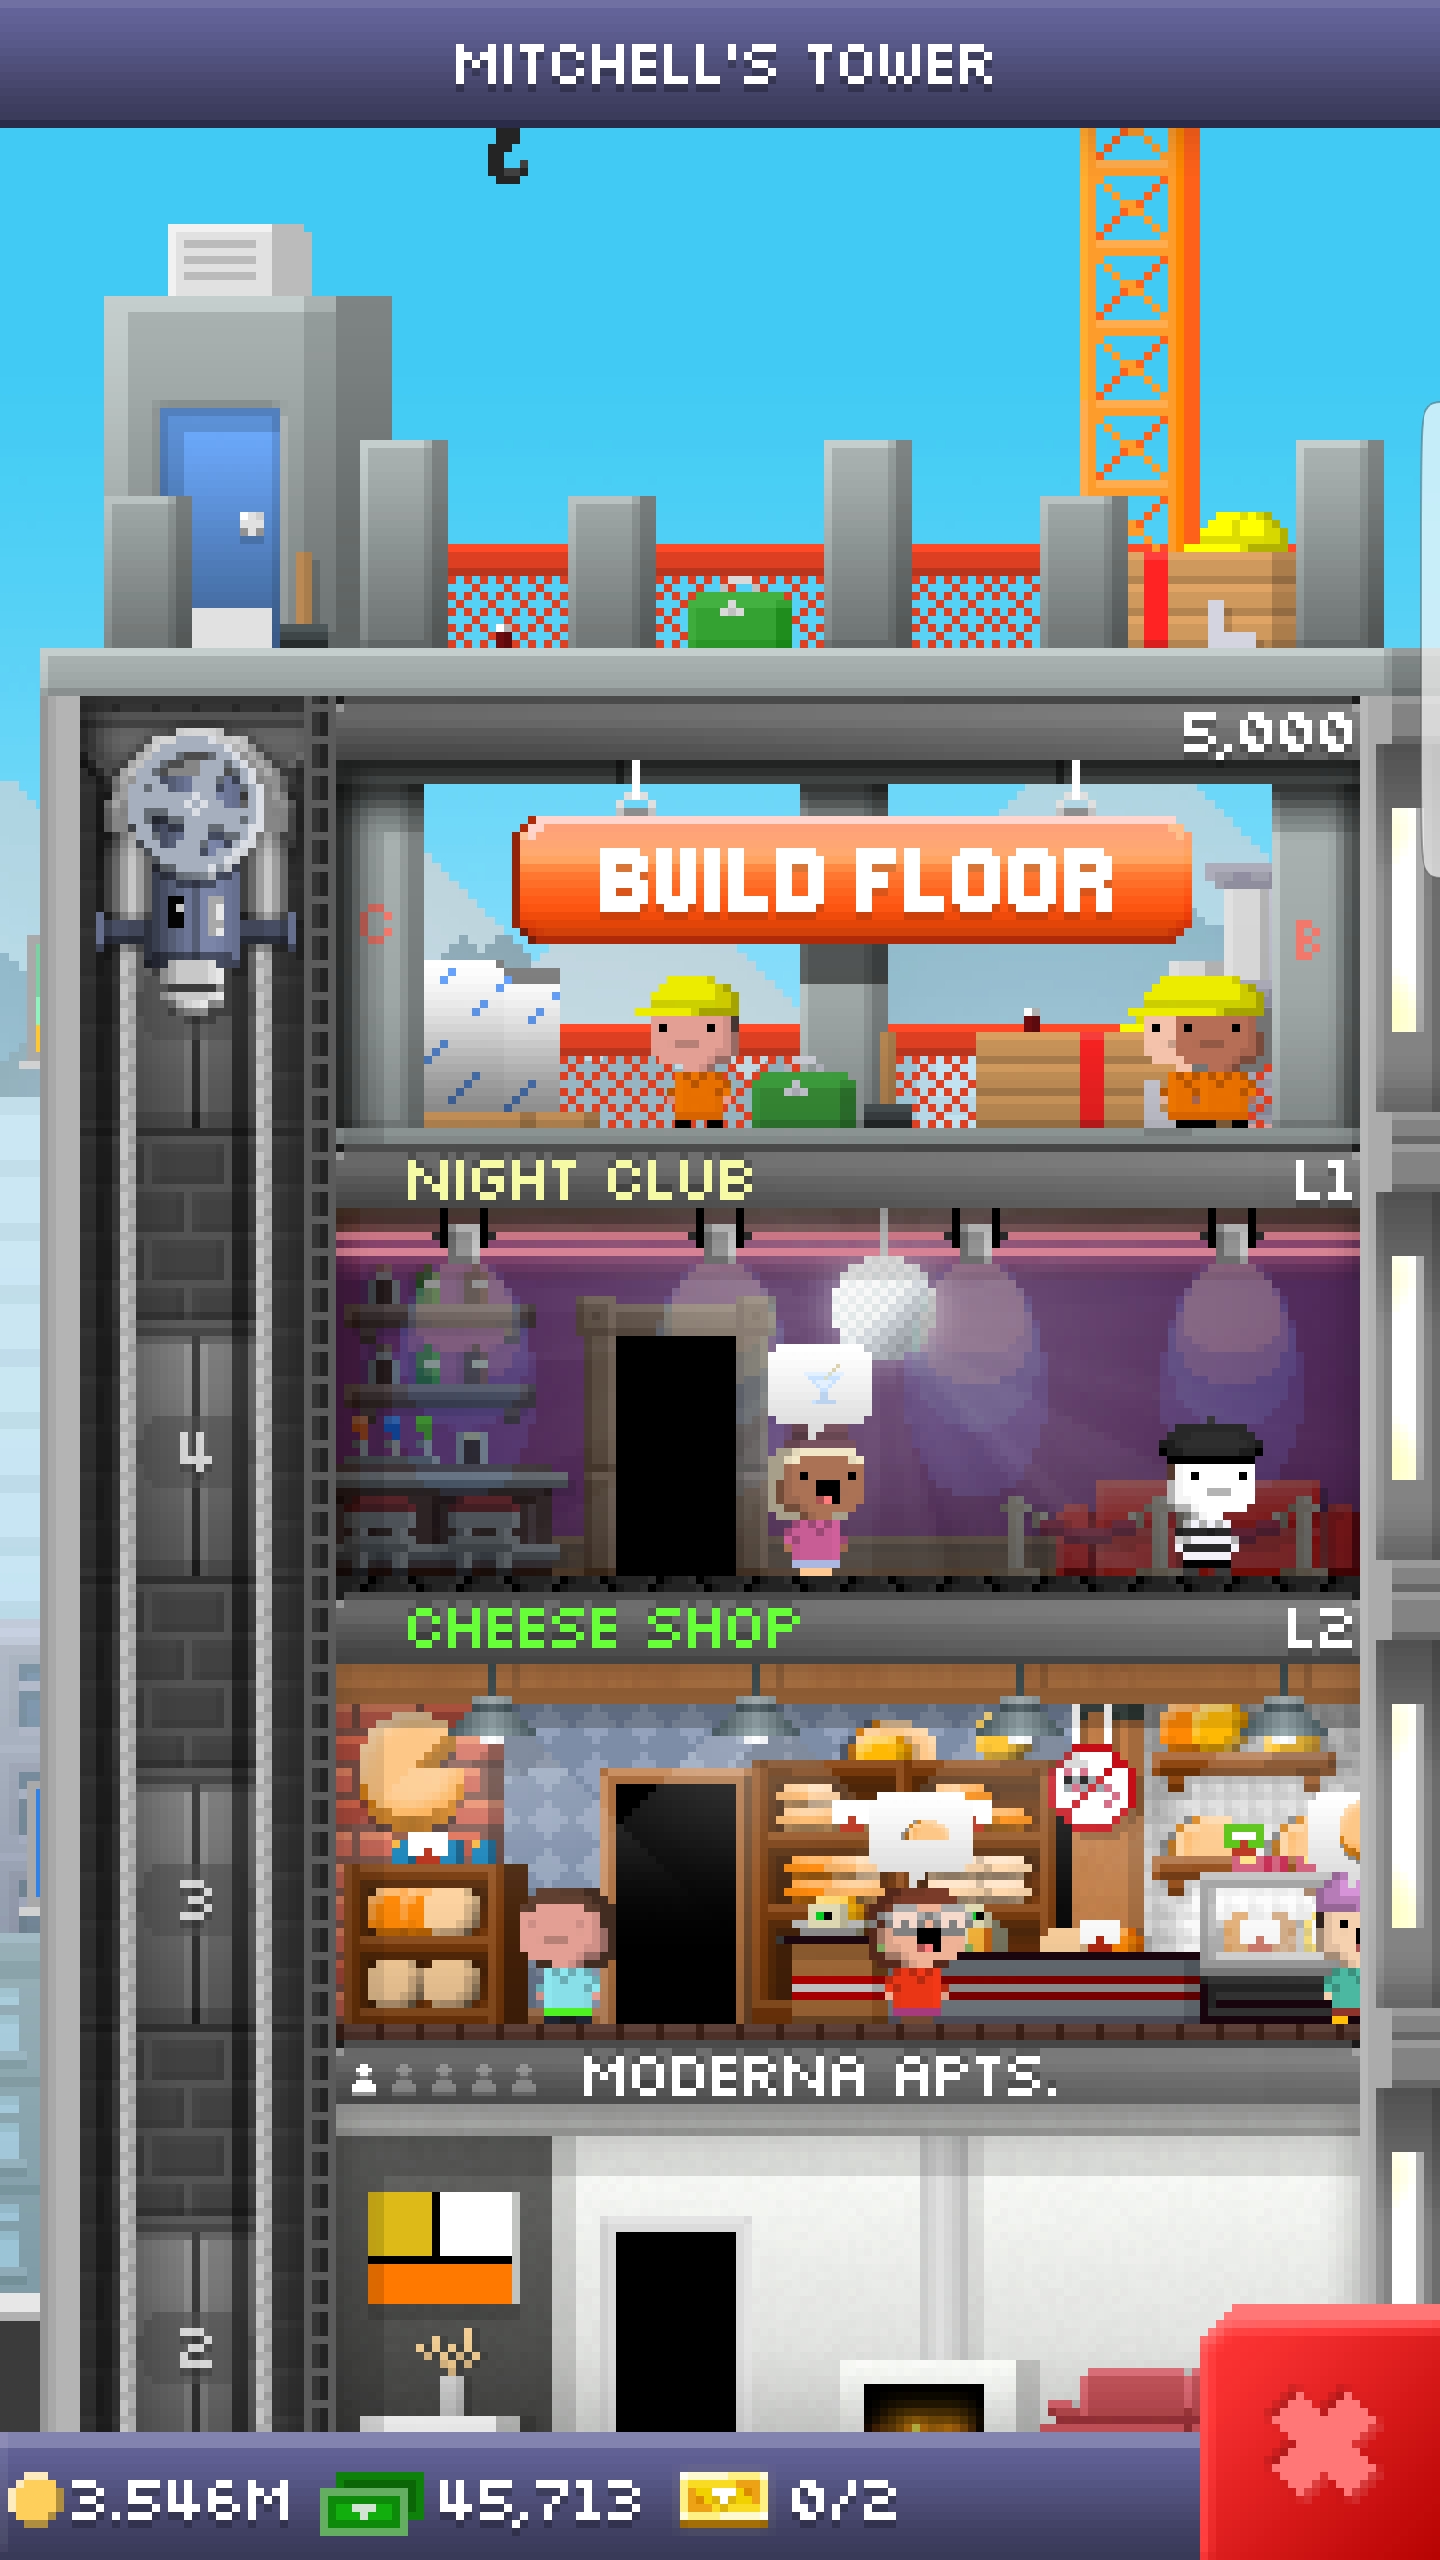 MITCHELL'S TOWER
5,000
BUILD FLOOR
C
B
NIGHT CLUB L1
4
CHEESE SHOP L2
3
MODERNA APTS.
2
3.546M 45,713 0/2